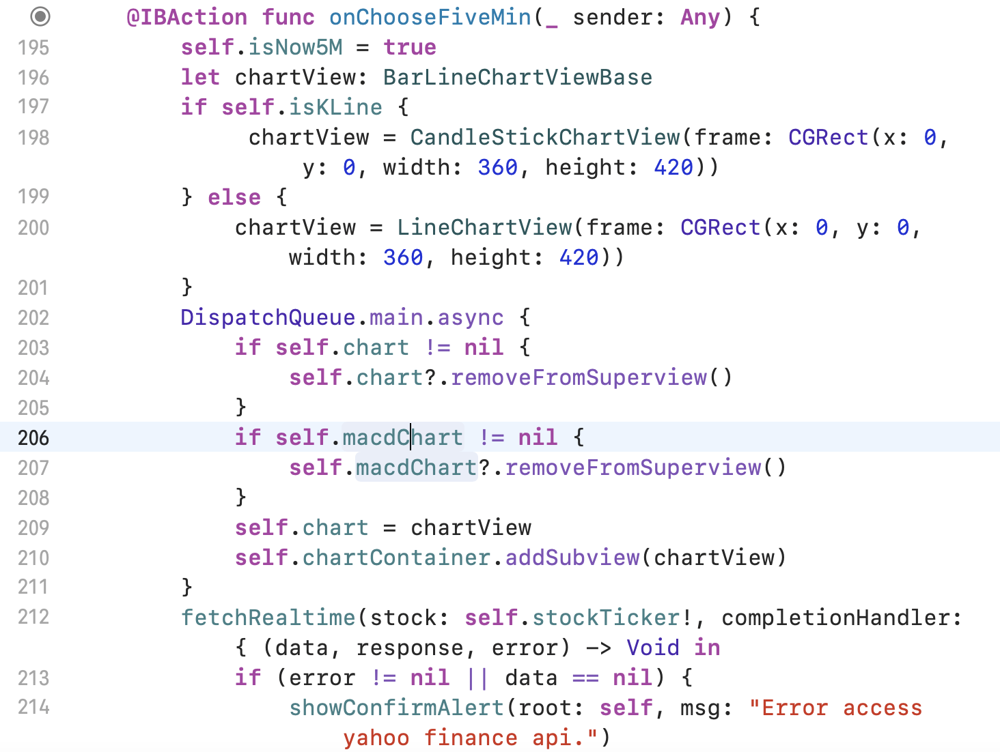 @IBAction func onChooseFiveMin(_ sender: Any) {
195 self.isNow5M = true
196 let chartView: BarLineChartViewBase
197 if self.isKLine {
198 chartView = CandleStickChartView(frame: CGRect(x: 0,
y: 0, width: 360, height: 420))
199 } else {
200 chartView = LineChartView(frame: CGRect(x: 0, y: 0,
width: 360, height: 420))
201 }
202 DispatchQueue.main.async {
203 if self.chart != nil {
204 self.chart?.removeFromSuperview()
205 }
206 if self.macdChart != nil {
207 self.macdChart?.removeFromSuperview()
208 }
209 self.chart = chartView
210 self.chartContainer.addSubview(chartView)
211 }
212 fetchRealtime(stock: self.stockTicker!, completionHandler:
{ (data, response, error) -> Void in
213 if (error != nil || data == nil) {
214 showConfirmAlert(root: self, msg: "Error access
yahoo finance api.")